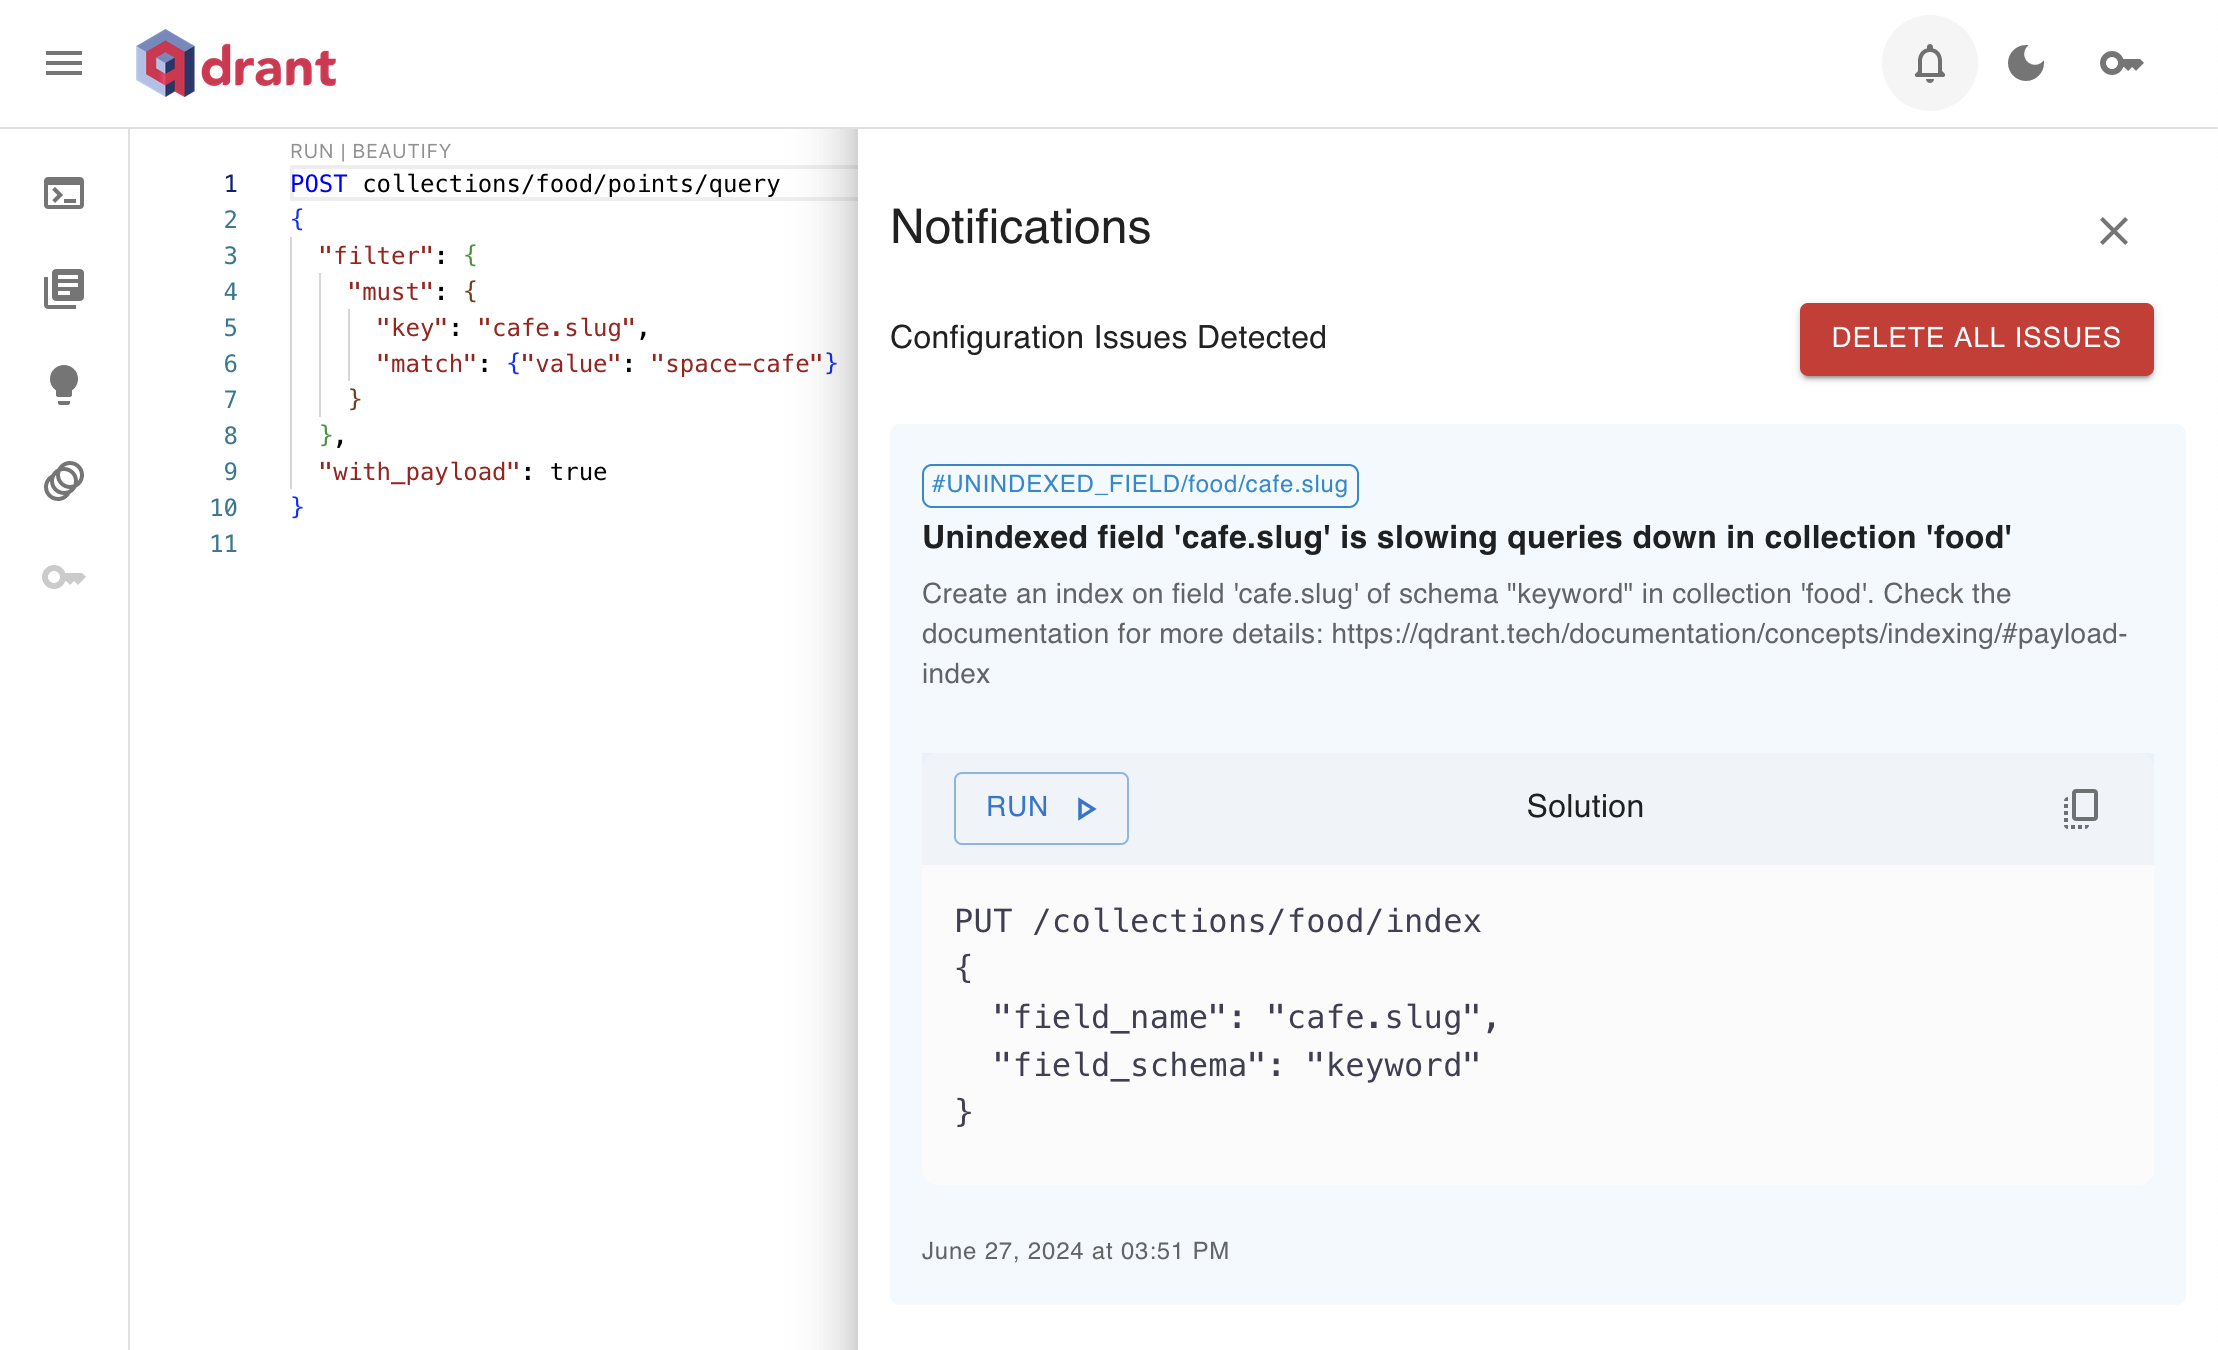 qdrant
RUN | BEAUTIFY
1 POST collections/food/points/query
2 {
3 "filter": {
4 "must": {
5 "key": "cafe.slug",
6 "match": {"value": "space-cafe"}
7 }
8 },
9 "with_payload": true
10 }
11
Notifications
Configuration Issues Detected
DELETE ALL ISSUES
#UNINDEXED_FIELD/food/cafe.slug
Unindexed field 'cafe.slug' is slowing queries down in collection 'food'
Create an index on field 'cafe.slug' of schema "keyword" in collection 'food'. Check the
documentation for more details: https://qdrant.tech/documentation/concepts/indexing/#payload-
index
RUN
Solution
PUT /collections/food/index
{
"field_name": "cafe.slug",
"field_schema": "keyword"
}
June 27, 2024 at 03:51 PM